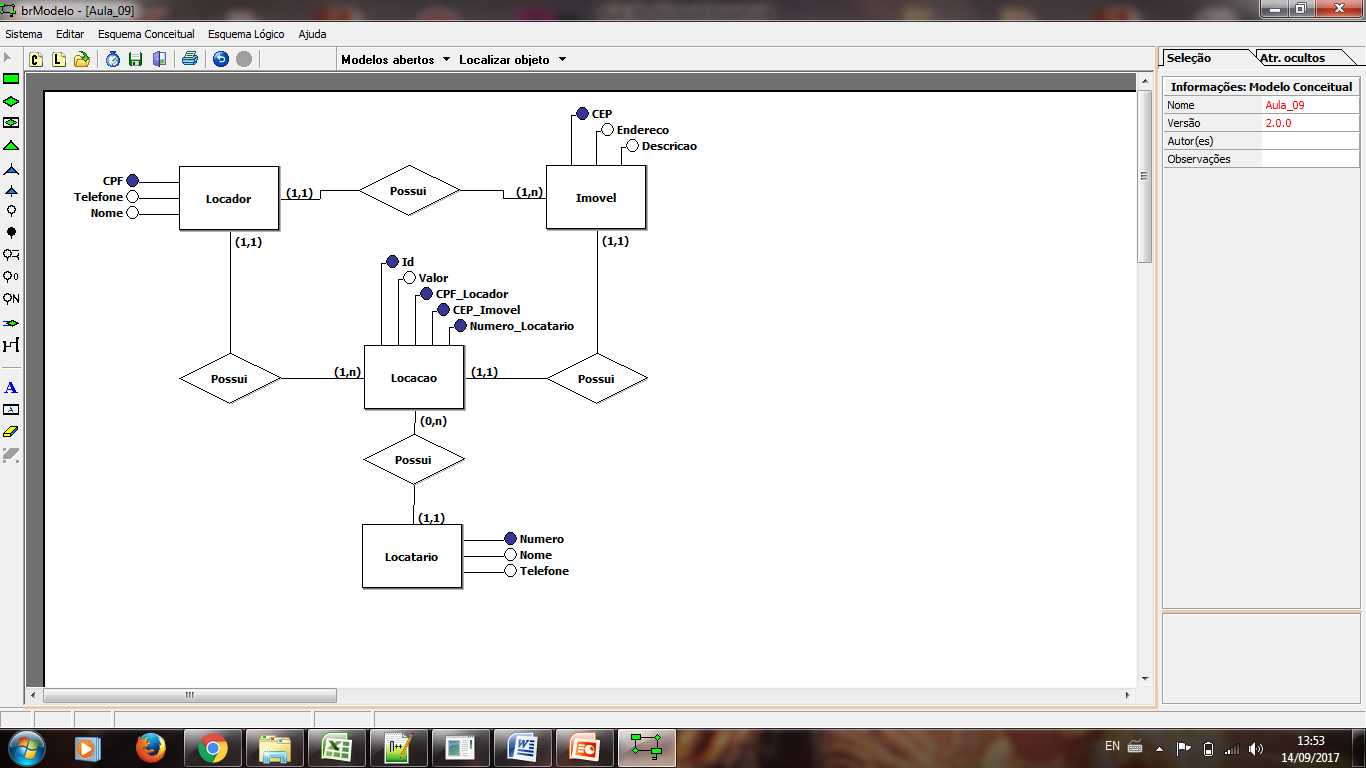 brModelo - [Aula_09]
Sistema Editar Esquema Conceitual Esquema Lógico Ajuda
C L Modelos abertos Localizar objeto
Seleção Atr. ocultos
Informações: Modelo Conceitual
Nome Aula_09
Versão 2.0.0
Autor(es)
Observações
CEP
Endereco
Descricao
CPF
Telefone
Nome
Locador
(1,1)
Possui
(1,n)
Imovel
(1,1)
(1,1)
Id
Valor
CPF_Locador
CEP_Imovel
Numero_Locatario
Possui
(1,n)
Locacao
(1,1)
Possui
(0,n)
Possui
(1,1)
Locatario
Numero
Nome
Telefone
0
N
A
A
EN
13:53
14/09/2017